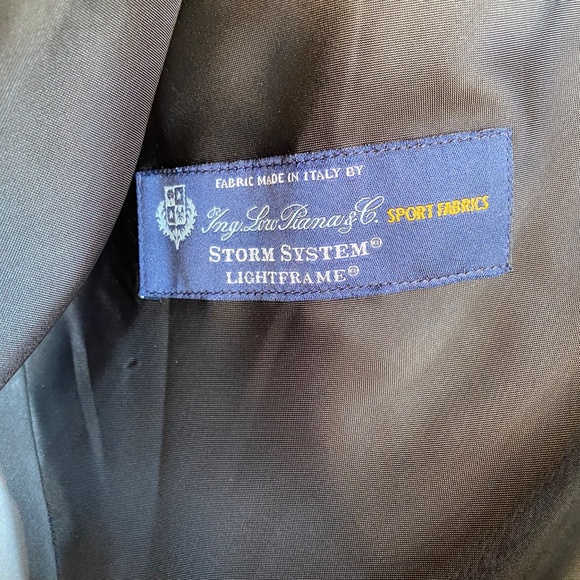 FABRIC MADE IN ITALY BY
Ing. Loro Piana & C. SPORT FABRICS
STORM SYSTEM®
LIGHTFRAME®